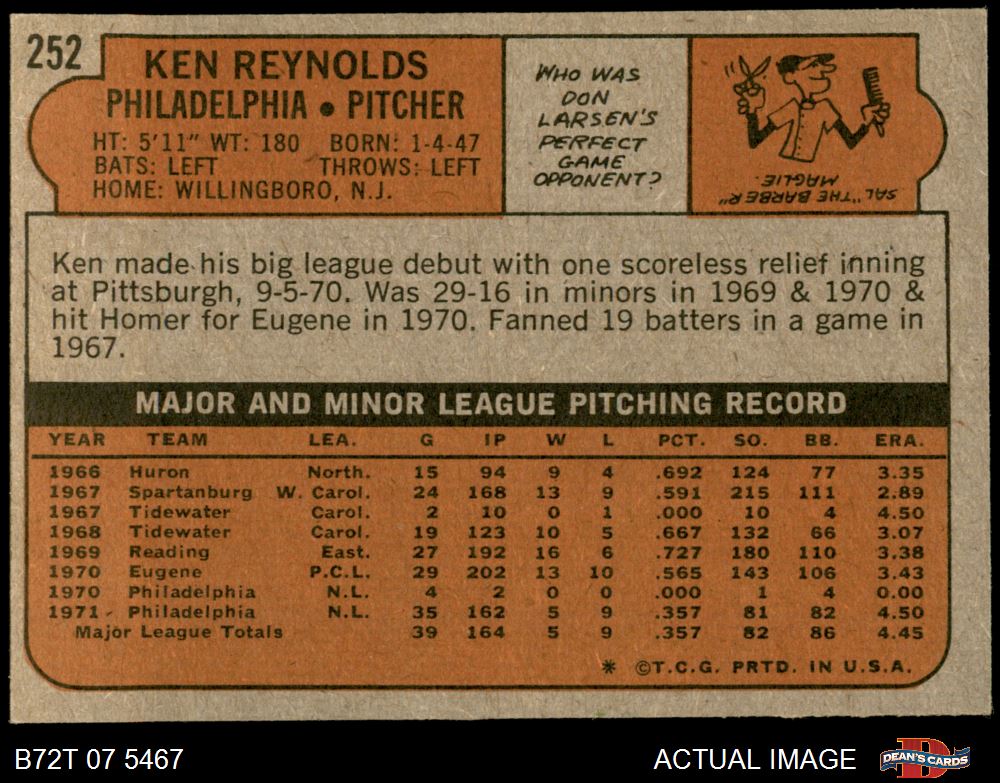 252
KEN REYNOLDS
PHILADELPHIA • PITCHER
HT: 5'11" WT: 180 BORN: 1-4-47
BATS: LEFT THROWS: LEFT
HOME: WILLINGBORO, N.J.
WHO WAS
DON
LARSEN'S
PERFECT
GAME
OPPONENT?
SAL "THE BARBER"
MAGLIE.
Ken made his big league debut with one scoreless relief inning
at Pittsburgh, 9-5-70. Was 29-16 in minors in 1969 & 1970 &
hit Homer for Eugene in 1970. Fanned 19 batters in a game in
1967.
MAJOR AND MINOR LEAGUE PITCHING RECORD
YEAR TEAM LEA. G IP W L PCT. SO. BB. ERA.
1966 Huron North. 15 94 9 4 .692 124 77 3.35
1967 Spartanburg W. Carol. 24 168 13 9 .591 215 111 2.89
1967 Tidewater Carol. 2 10 0 1 .000 10 4 4.50
1968 Tidewater Carol. 19 123 10 5 .667 132 66 3.07
1969 Reading East. 27 192 16 6 .727 180 110 3.38
1970 Eugene P.C.L. 29 202 13 10 .565 143 106 3.43
1970 Philadelphia N.L. 4 2 0 0 .000 1 4 0.00
1971 Philadelphia N.L. 35 162 5 9 .357 81 82 4.50
Major League Totals 39 164 5 9 .357 82 86 4.45
* ©T.C.G. PRTD. IN U.S.A.
B72T 07 5467 ACTUAL IMAGE DEAN'S CARDS